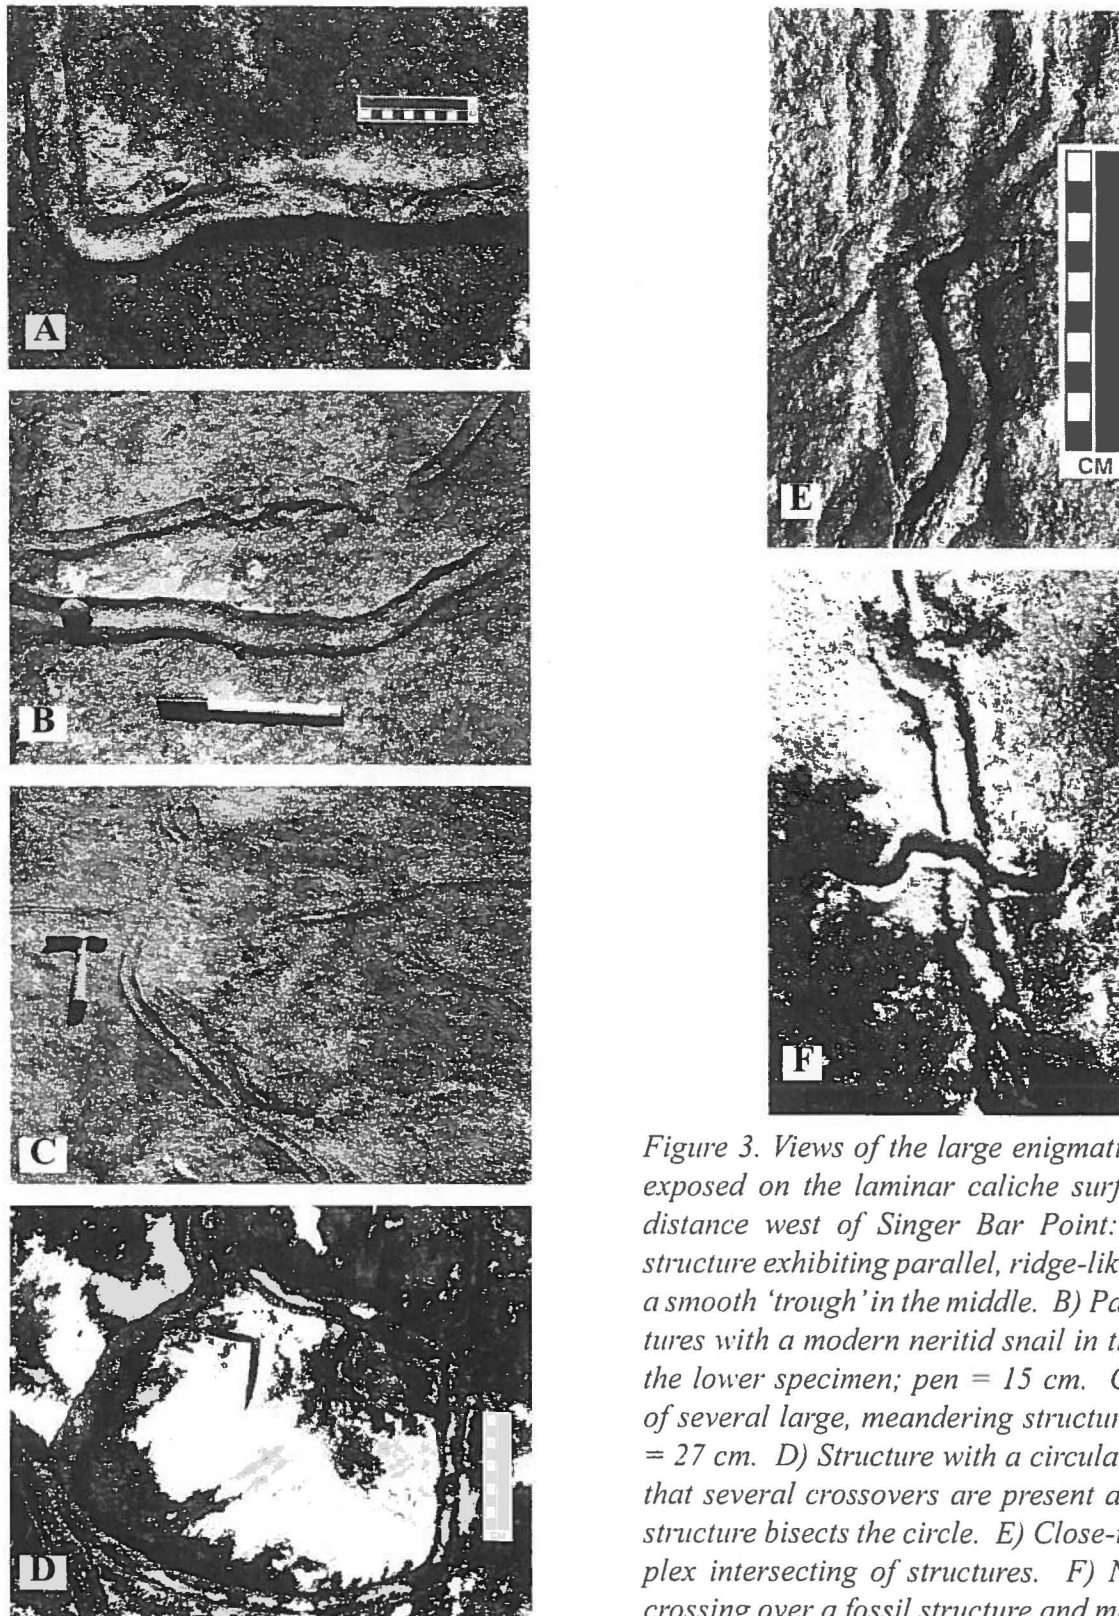 A
B
C
D
E
CM
F
Figure 3. Views of the large enigmati
exposed on the laminar caliche surf
distance west of Singer Bar Point:
structure exhibiting parallel, ridge-lik
a smooth 'trough' in the middle. B) Pa
tures with a modern neritid snail in t
the lower specimen; pen = 15 cm. C
of several large, meandering structur
= 27 cm. D) Structure with a circula
that several crossovers are present a
structure bisects the circle. E) Close-
plex intersecting of structures. F) N
crossing over a fossil structure and m